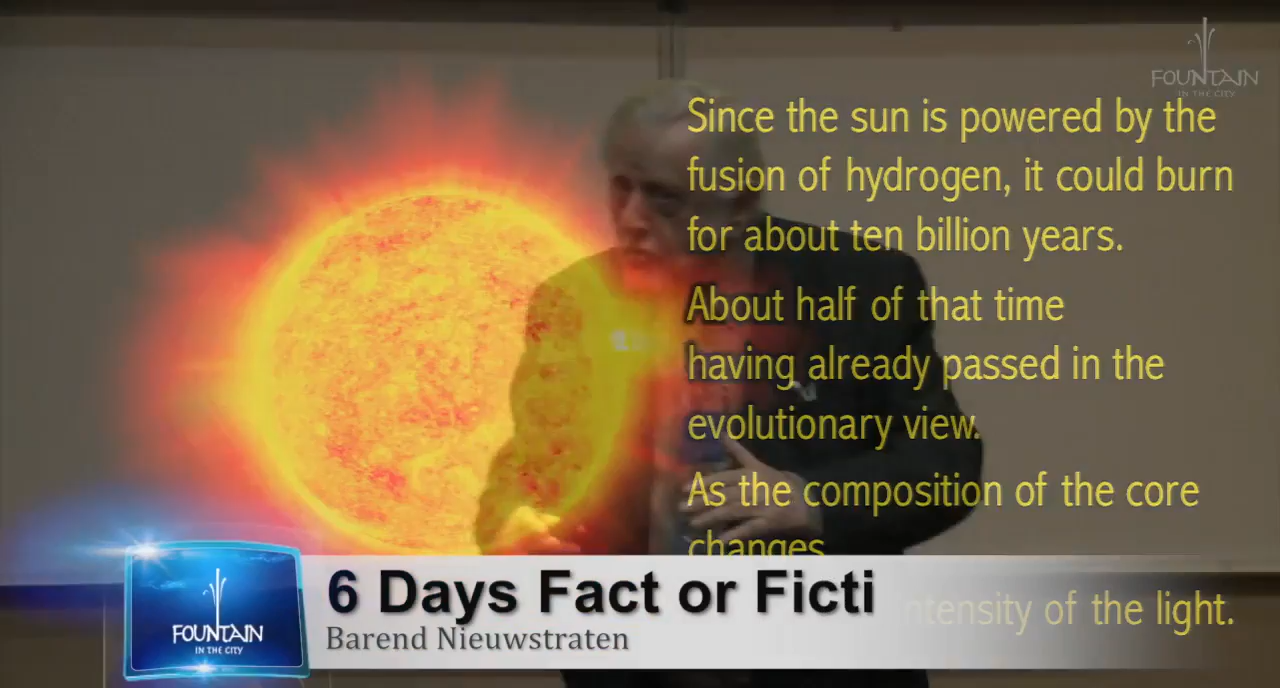 FOUNTAIN
IN THE CITY
Since the sun is powered by the
fusion of hydrogen, it could burn
for about ten billion years.
About half of that time
having already passed in the
evolutionary view.
As the composition of the core
changes
ntensity of the light.
6 Days Fact or Ficti
Barend Nieuwstraten
FOUNTAIN
IN THE CITY